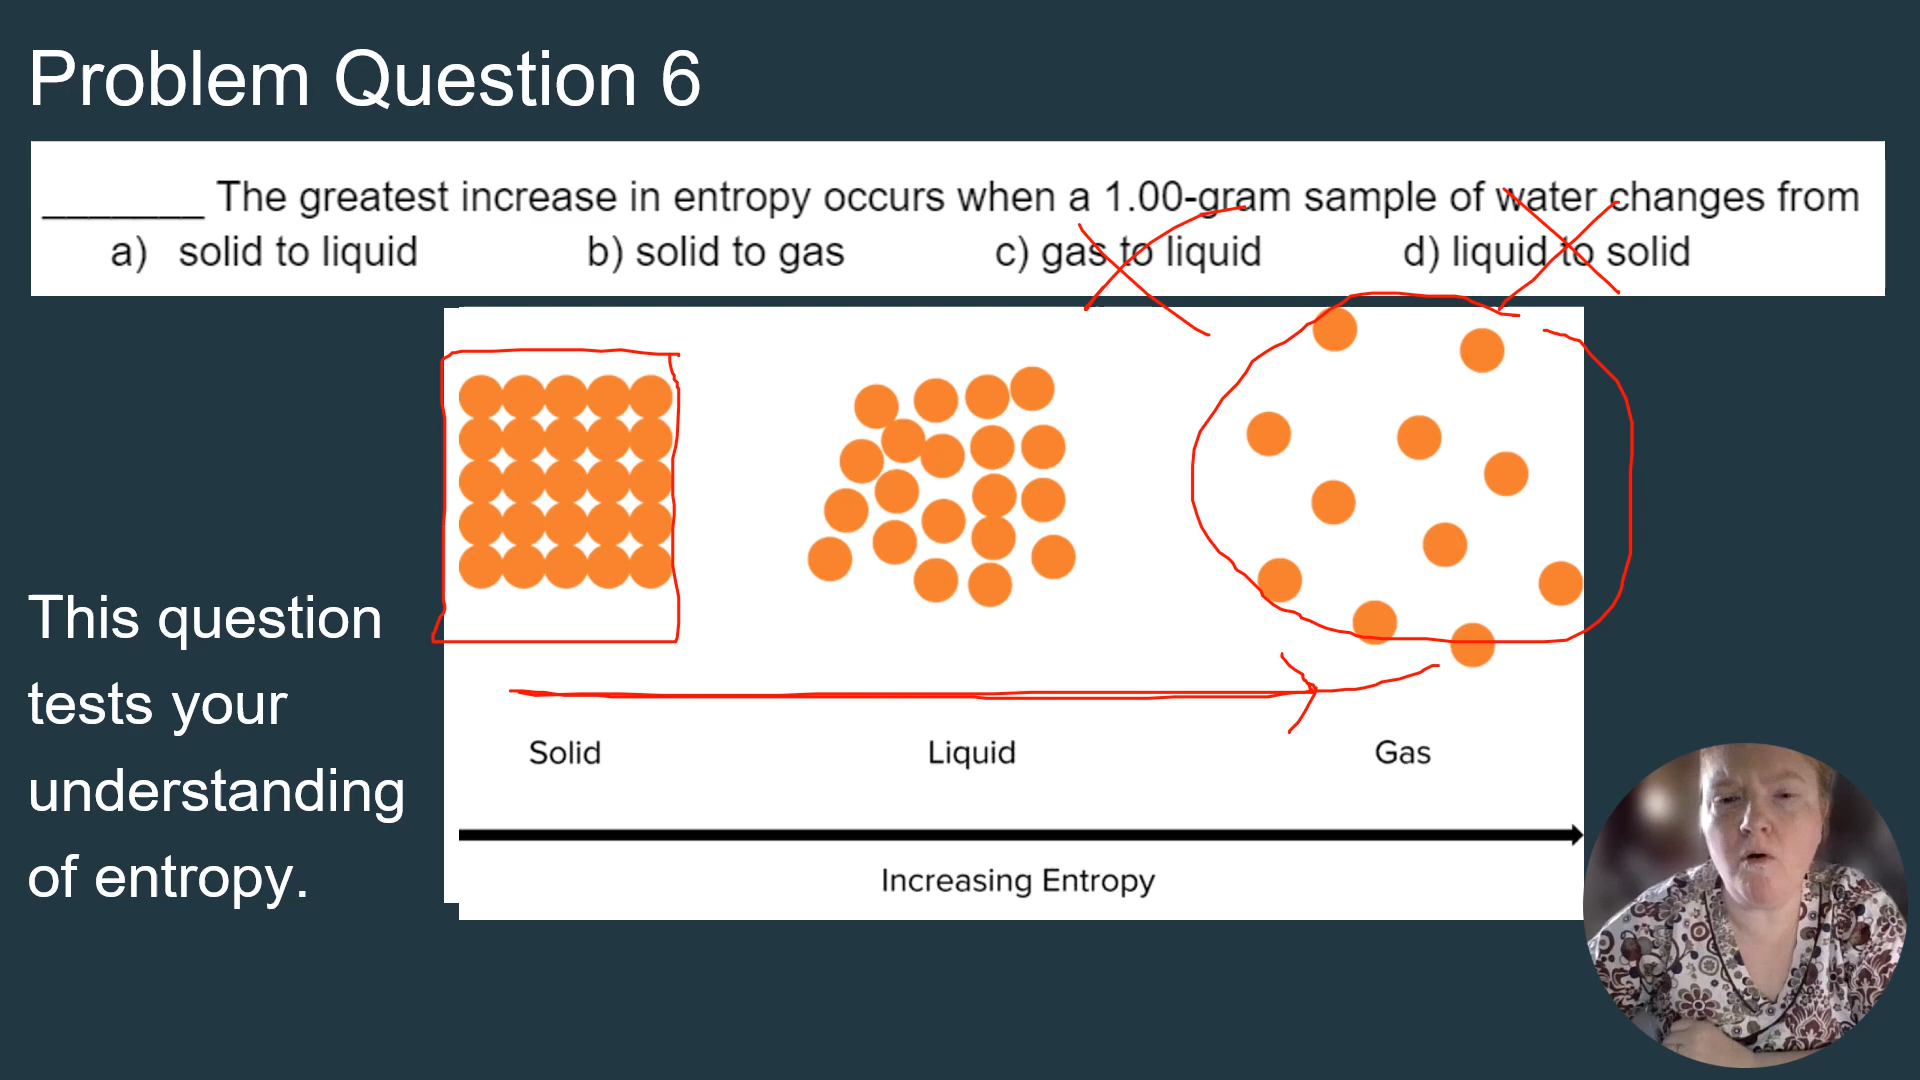 Problem Question 6
_______ The greatest increase in entropy occurs when a 1.00-gram sample of water changes from
a) solid to liquid b) solid to gas c) gas to liquid d) liquid to solid
This question
tests your
understanding
of entropy.
Solid Liquid Gas
Increasing Entropy